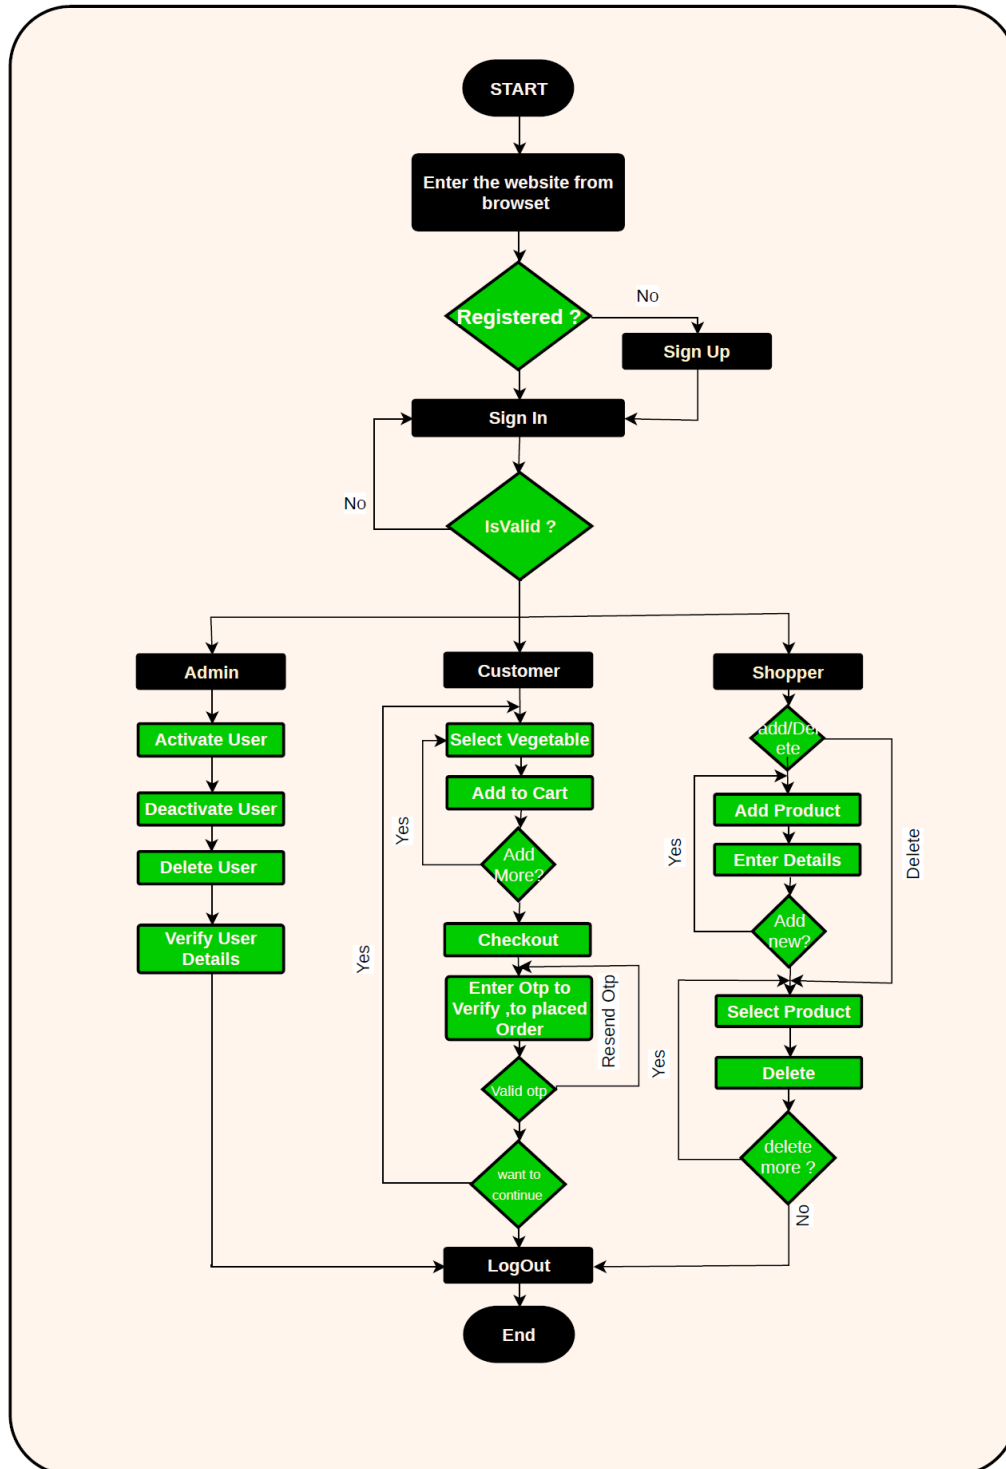 START
Enter the website from
browset
Registered ?
No
Sign Up
Sign In
No
IsValid ?
Admin
Customer
Shopper
Activate User
Deactivate User
Delete User
Verify User
Details
Select Vegetable
Add to Cart
Yes
Add
More?
Checkout
Yes
Enter Otp to
Verify ,to placed
Order
Resend Otp
Valid otp
want to
continue
add/Del
ete
Add Product
Yes
Enter Details
Delete
Add
new?
Select Product
Yes
Delete
delete
more ?
No
LogOut
End